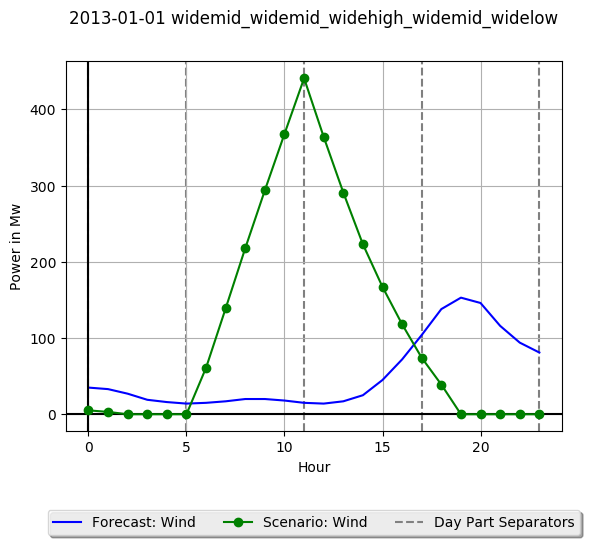 2013-01-01 widemid_widemid_widehigh_widemid_widelow
Power in Mw
400
300
200
100
0
0 5 10 15 20
Hour
Forecast: Wind Scenario: Wind Day Part Separators